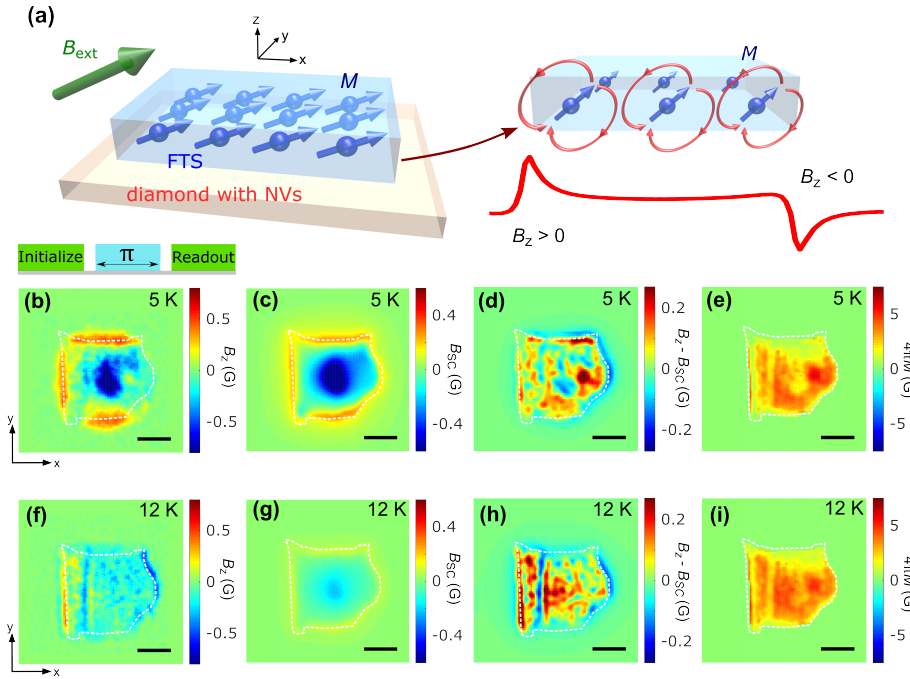 (a)
B_ext
z
y
x
M
FTS
diamond with NVs
M
B_z > 0
B_z < 0
Initialize π Readout
(b) 5 K
0.5
0
-0.5
B_z (G)
y
x
(c) 5 K
0.4
0
-0.4
B_SC (G)
(d) 5 K
0.2
0
-0.2
B_z - B_SC (G)
(e) 5 K
5
0
-5
4πM (G)
(f) 12 K
0.5
0
-0.5
B_z (G)
y
x
(g) 12 K
0.4
0
-0.4
B_SC (G)
(h) 12 K
0.2
0
-0.2
B_z - B_SC (G)
(i) 12 K
5
0
-5
4πM (G)